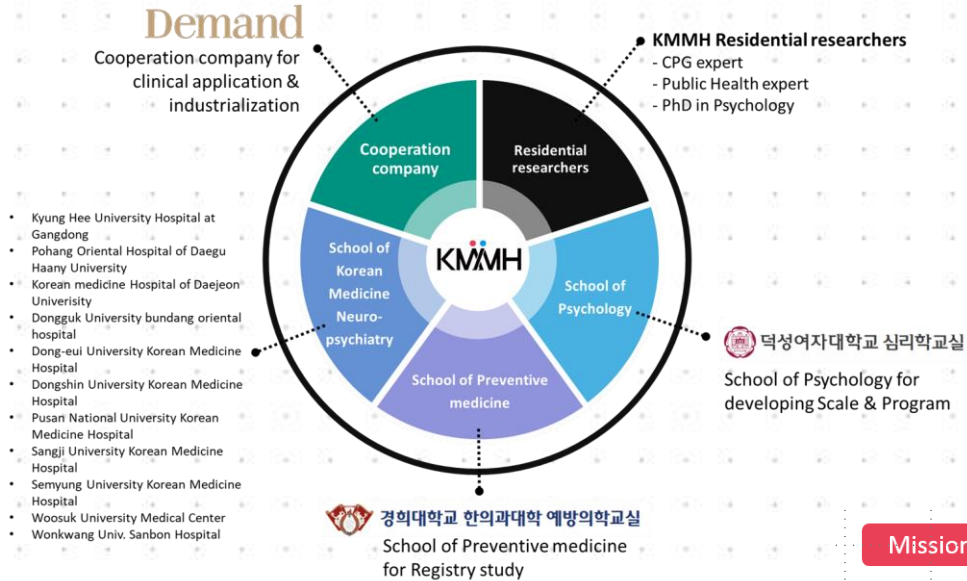 Demand
Cooperation company for
clinical application &
industrialization
KMMH Residential researchers
- CPG expert
- Public Health expert
- PhD in Psychology
Cooperation
company
Residential
researchers
School of
Korean
Medicine
Neuro-
psychiatry
KMMH
School of
Psychology
School of Preventive
medicine
• Kyung Hee University Hospital at
Gangdong
• Pohang Oriental Hospital of Daegu
Haany University
• Korean medicine Hospital of Daejeon
Univerisity
• Dongguk University bundang oriental
hospital
• Dong-eui University Korean Medicine
Hospital
• Dongshin University Korean Medicine
Hospital
• Pusan National University Korean
Medicine Hospital
• Sangji University Korean Medicine
Hospital
• Semyung University Korean Medicine
Hospital
• Woosuk University Medical Center
• Wonkwang Univ. Sanbon Hospital
덕성여자대학교 심리학교실
School of Psychology for
developing Scale & Program
경희대학교 한의과대학 예방의학교실
School of Preventive medicine
for Registry study
Mission